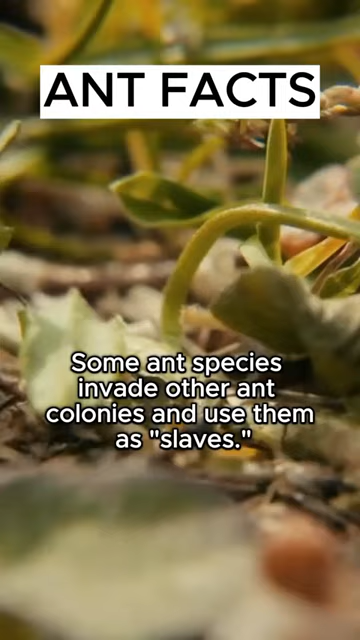 ANT FACTS
Some ant species
invade other ant
colonies and use them
as "slaves."